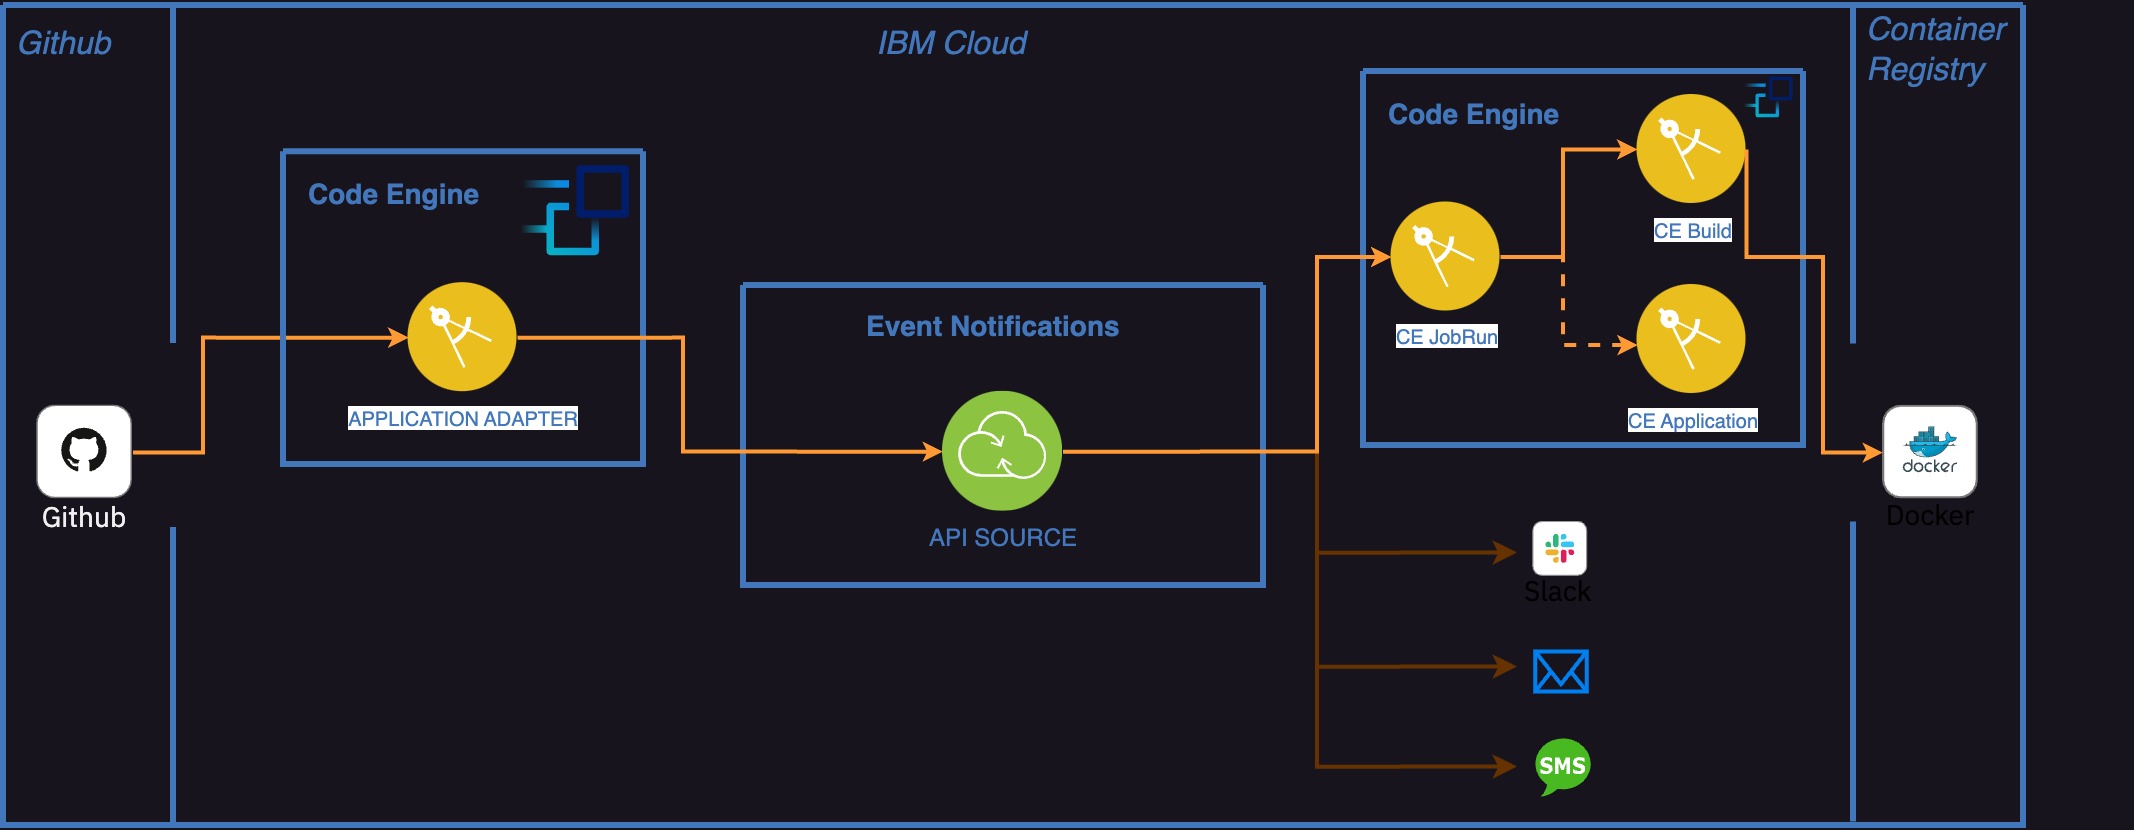 Github
IBM Cloud
Container
Registry
Code Engine
APPLICATION ADAPTER
Github
Event Notifications
API SOURCE
Code Engine
CE Build
CE JobRun
CE Application
docker
Docker
Slack
SMS